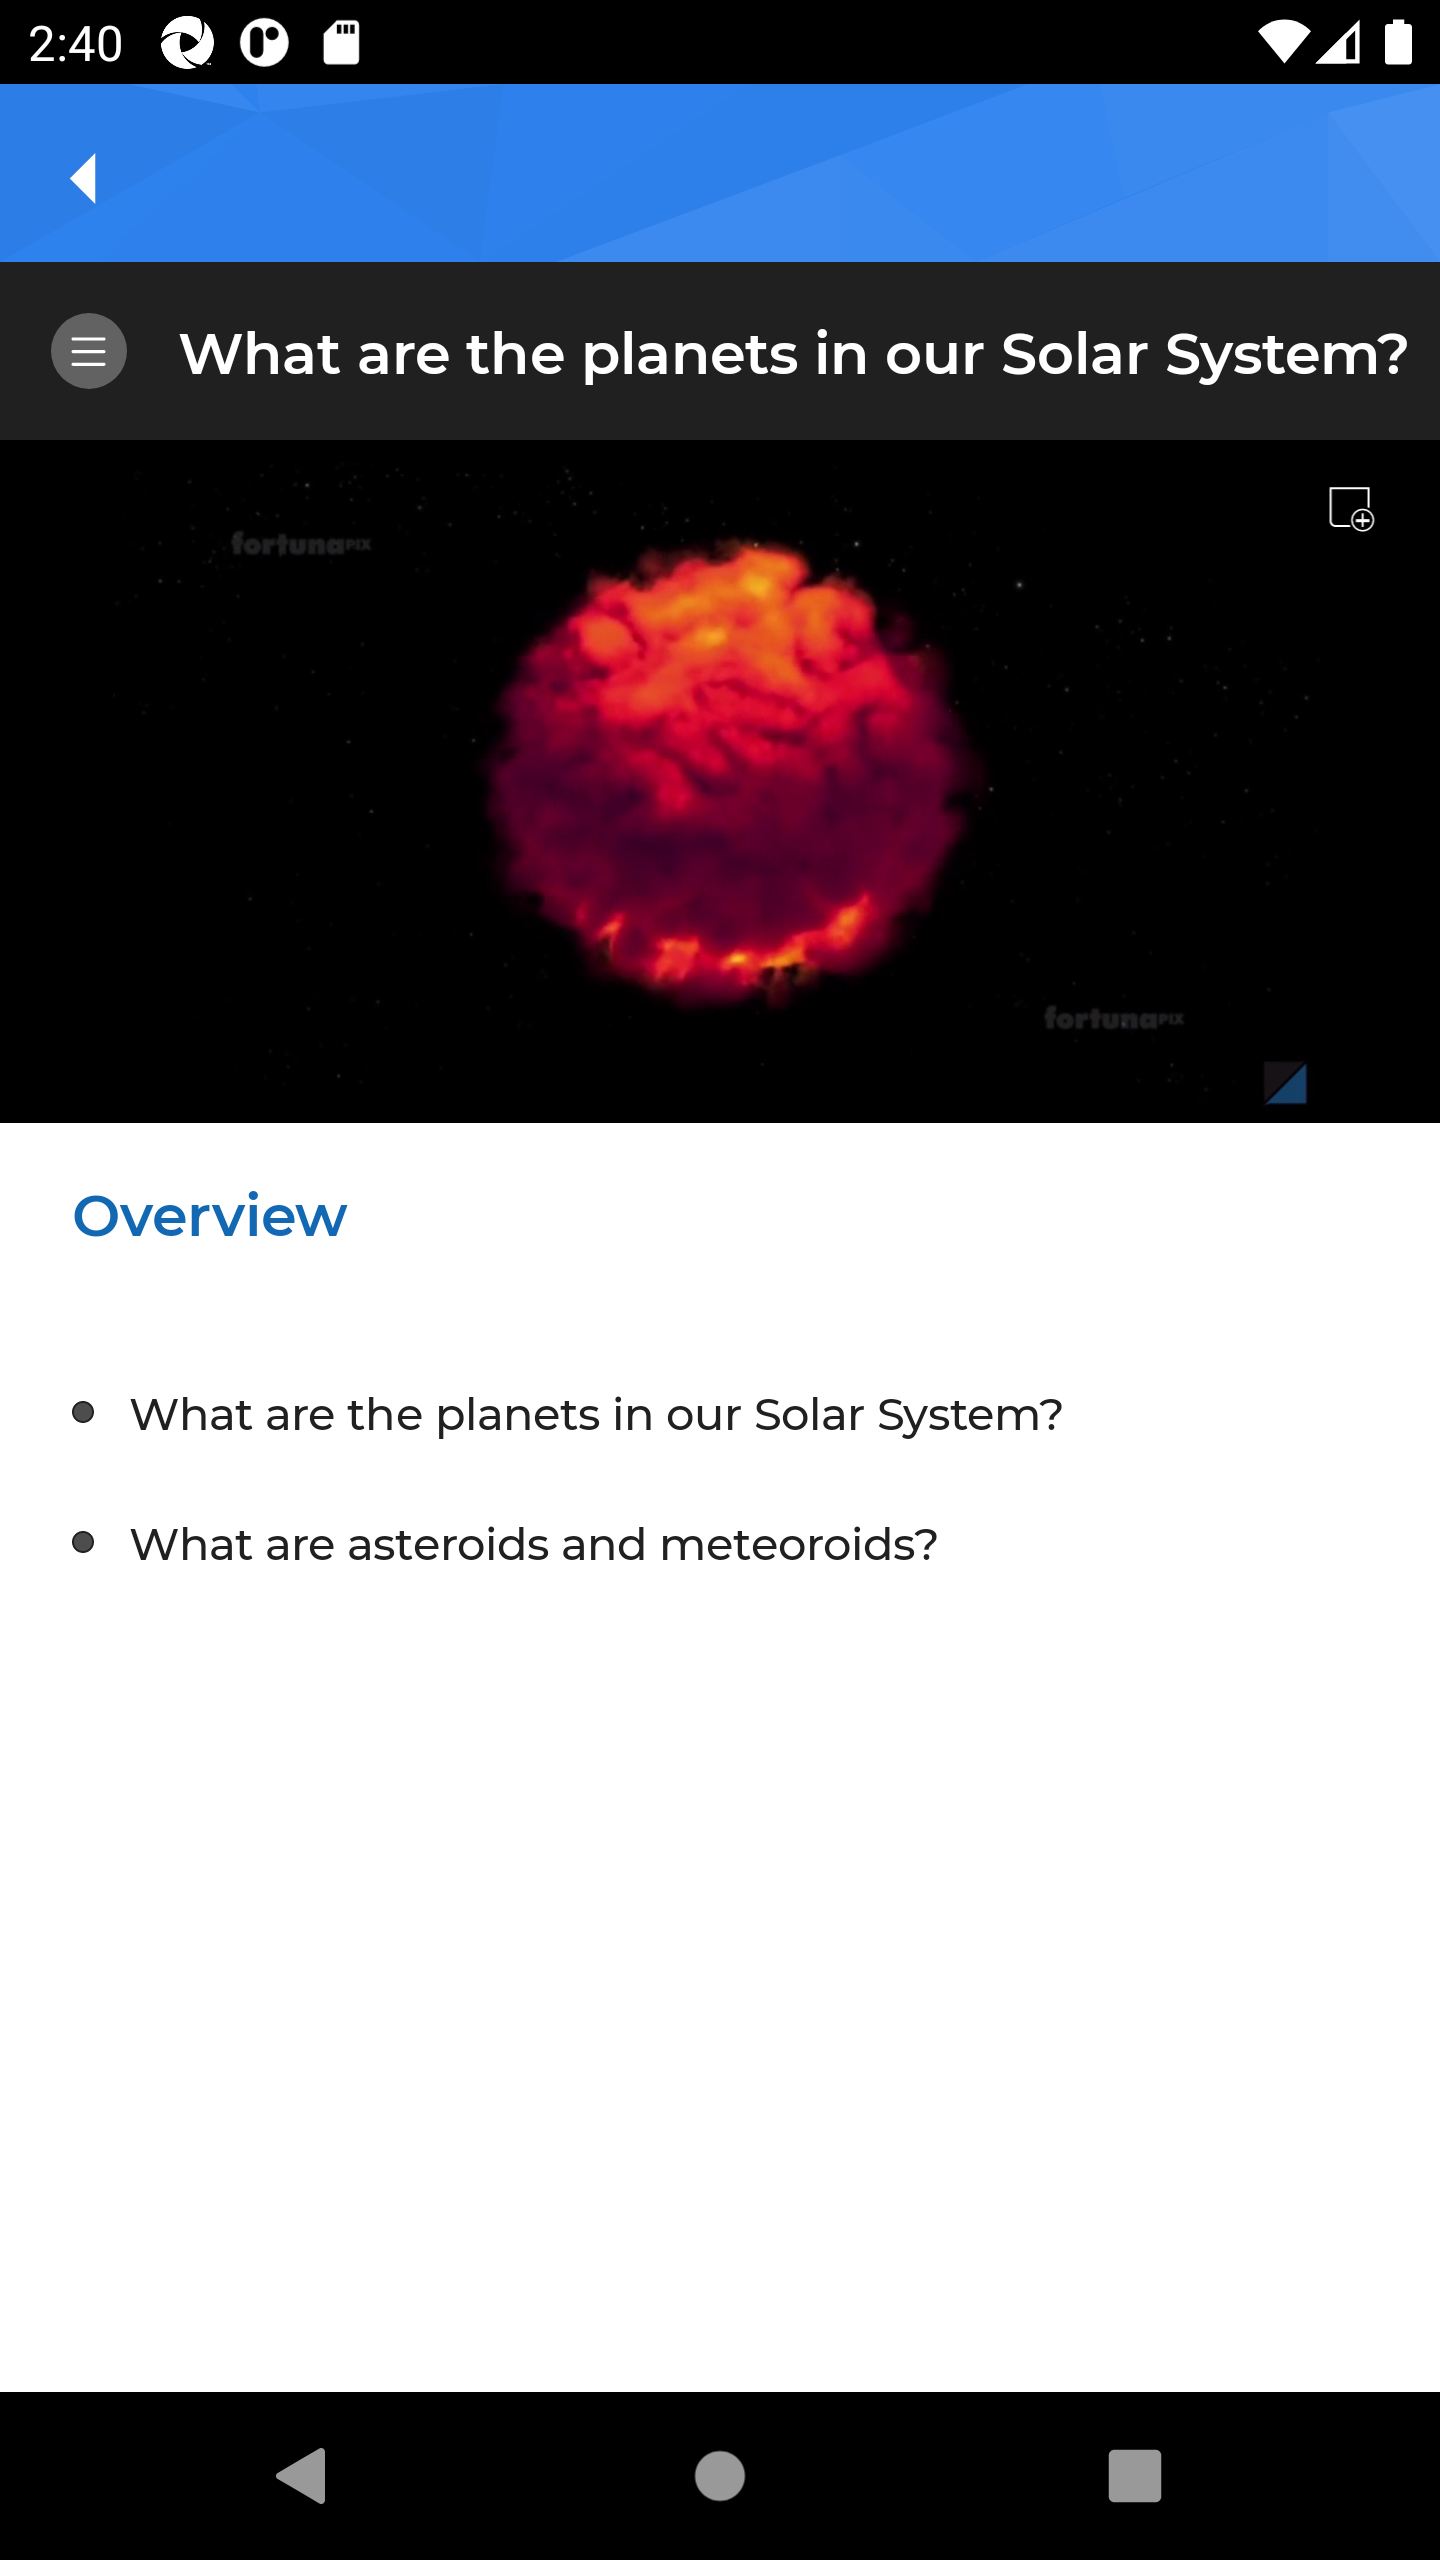 2:40
What are the planets in our Solar System?
fortunaPIX
fortunaPIX
Overview
What are the planets in our Solar System?
What are asteroids and meteoroids?